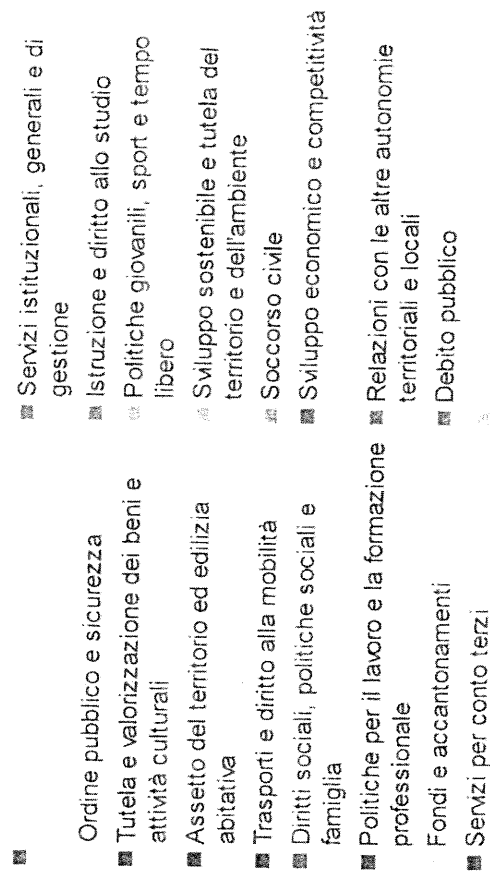 Ordine pubblico e sicurezza
Tutela e valorizzazione dei beni e
attività culturali
Assetto del territorio ed edilizia
abitativa
Trasporti e diritto alla mobilità
Diritti sociali, politiche sociali e
famiglia
Politiche per il lavoro e la formazione
professionale
Fondi e accantonamenti
Servizi per conto terzi
Servizi istituzionali, generali e di
gestione
Istruzione e diritto allo studio
Politiche giovanili, sport e tempo
libero
Sviluppo sostenibile e tutela del
territorio e dell'ambiente
Soccorso civile
Sviluppo economico e competitività
Relazioni con le altre autonomie
territoriali e locali
Debito pubblico